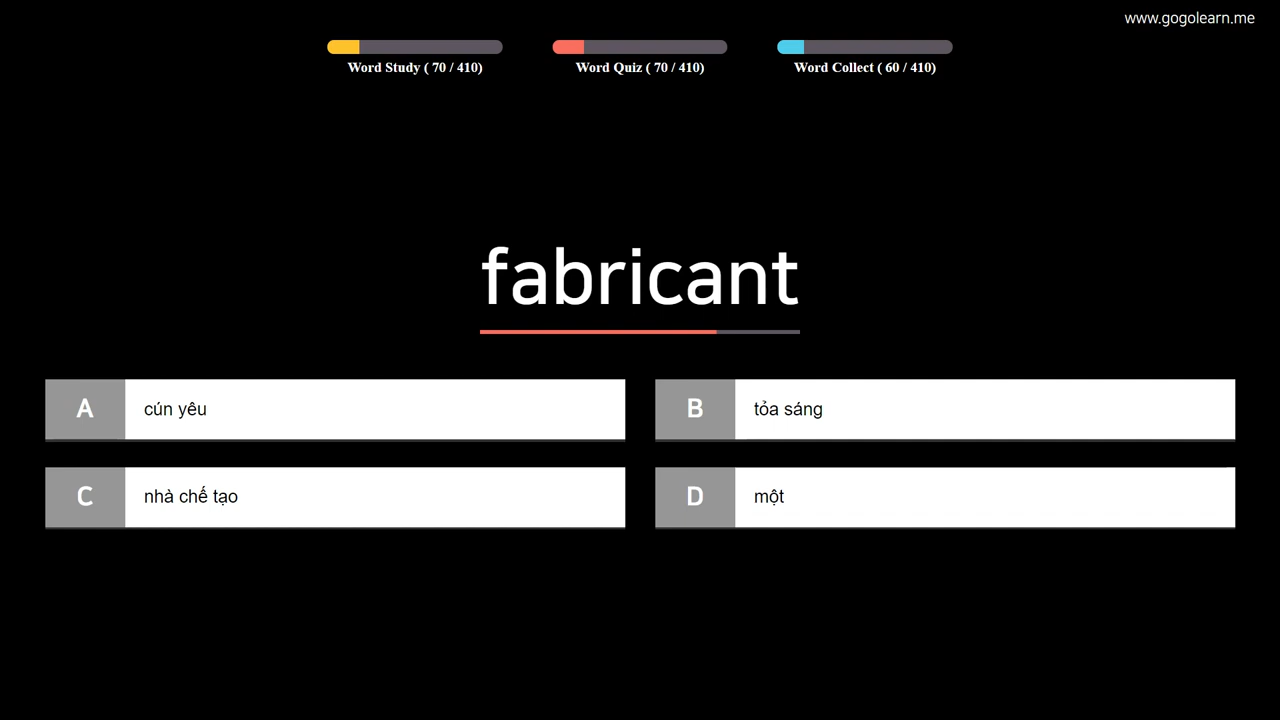 www.gogolearn.me
Word Study ( 70 / 410)
Word Quiz ( 70 / 410)
Word Collect ( 60 / 410)
fabricant
A cún yêu
B tỏa sáng
C nhà chế tạo
D một